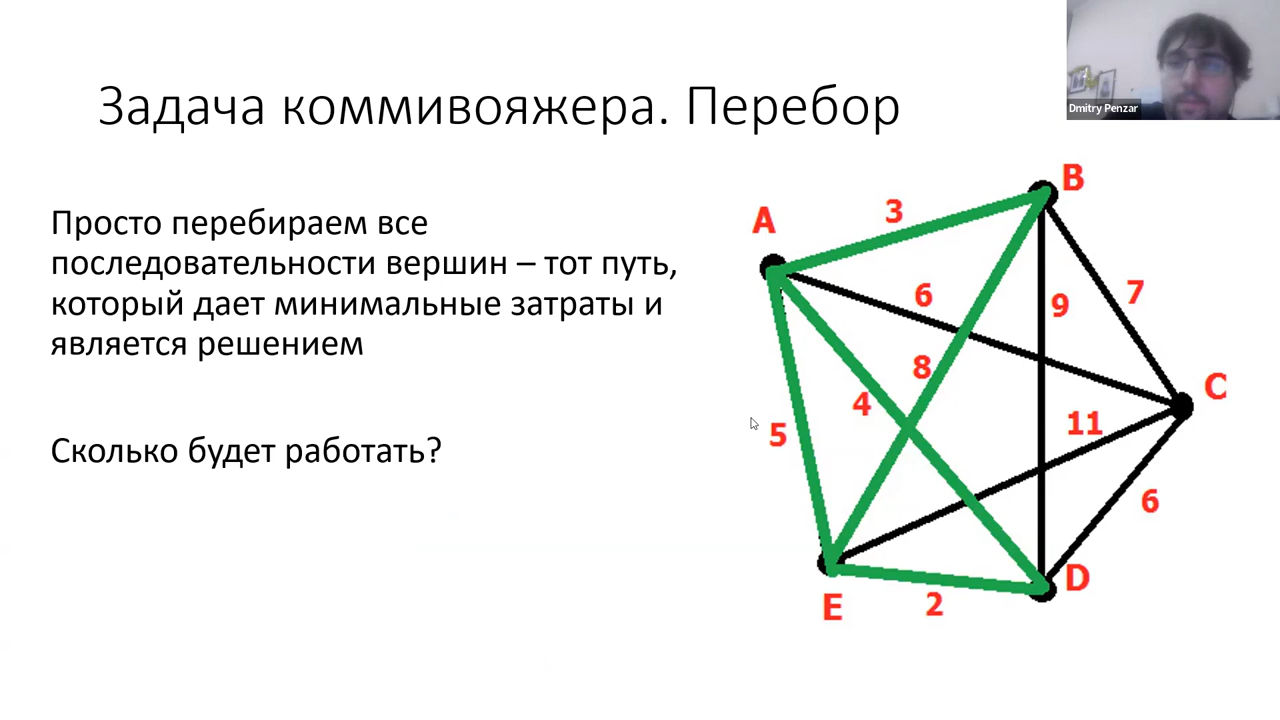 Dmitry Penzar
Задача коммивояжера. Перебор
Просто перебираем все
последовательности вершин – тот путь,
который дает минимальные затраты и
является решением
Сколько будет работать?
B
3
A
6
9
7
8
C
4
11
5
6
D
E
2